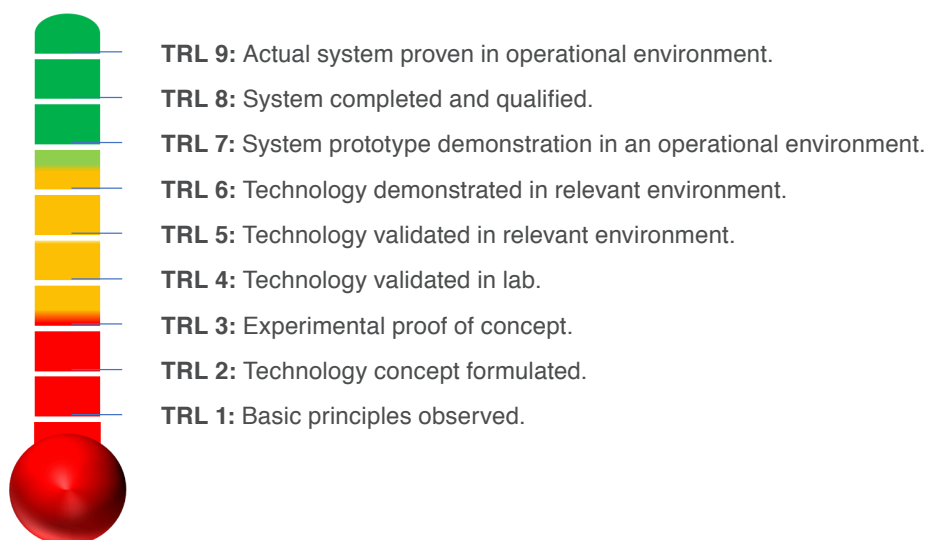 TRL 9: Actual system proven in operational environment.
TRL 8: System completed and qualified.
TRL 7: System prototype demonstration in an operational environment.
TRL 6: Technology demonstrated in relevant environment.
TRL 5: Technology validated in relevant environment.
TRL 4: Technology validated in lab.
TRL 3: Experimental proof of concept.
TRL 2: Technology concept formulated.
TRL 1: Basic principles observed.